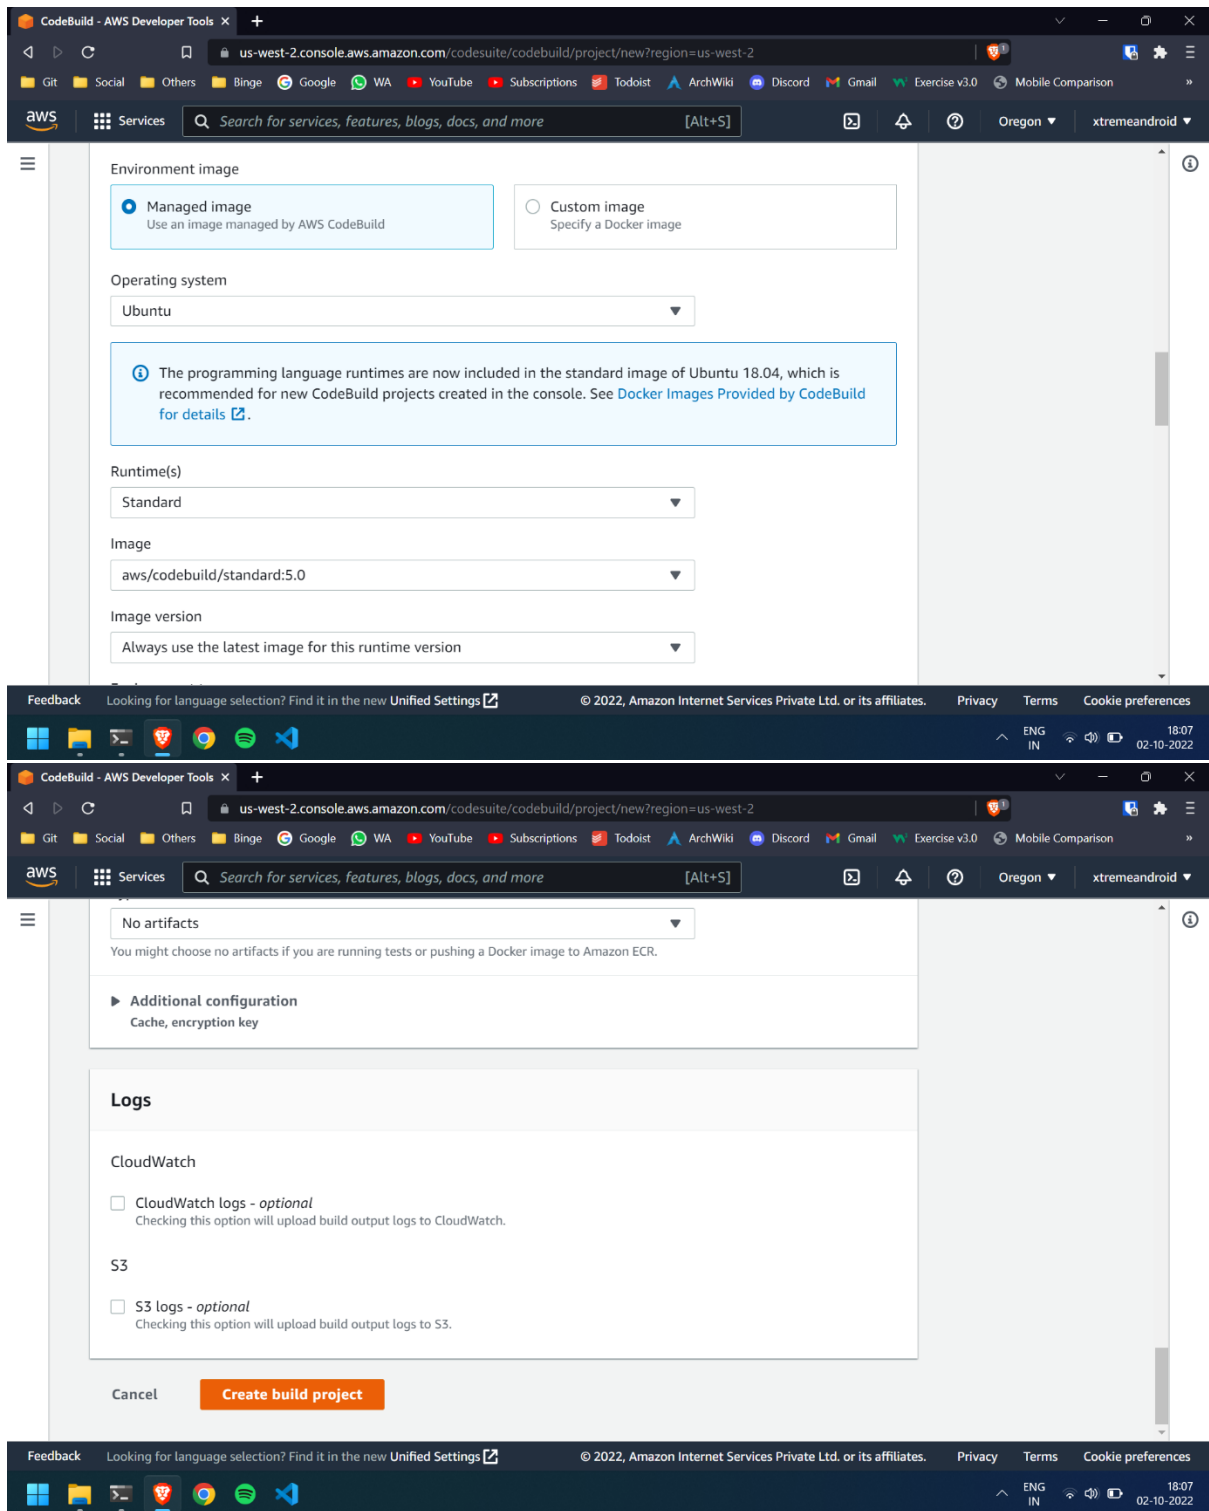 CodeBuild - AWS Developer Tools
us-west-2.console.aws.amazon.com/codesuite/codebuild/project/new?region=us-west-2
1
Git Social Others Binge Google WA YouTube Subscriptions Todoist ArchWiki Discord Gmail Exercise v3.0 Mobile Comparison »
aws Services Search for services, features, blogs, docs, and more [Alt+S] Oregon xtremeandroid
Environment image
Managed image
Use an image managed by AWS CodeBuild
Custom image
Specify a Docker image
Operating system
Ubuntu
The programming language runtimes are now included in the standard image of Ubuntu 18.04, which is
recommended for new CodeBuild projects created in the console. See Docker Images Provided by CodeBuild
for details .
Runtime(s)
Standard
Image
aws/codebuild/standard:5.0
Image version
Always use the latest image for this runtime version
Feedback Looking for language selection? Find it in the new Unified Settings © 2022, Amazon Internet Services Private Ltd. or its affiliates. Privacy Terms Cookie preferences
ENG 18:07
IN 02-10-2022
CodeBuild - AWS Developer Tools
us-west-2.console.aws.amazon.com/codesuite/codebuild/project/new?region=us-west-2
1
Git Social Others Binge Google WA YouTube Subscriptions Todoist ArchWiki Discord Gmail Exercise v3.0 Mobile Comparison »
aws Services Search for services, features, blogs, docs, and more [Alt+S] Oregon xtremeandroid
No artifacts
You might choose no artifacts if you are running tests or pushing a Docker image to Amazon ECR.
Additional configuration
Cache, encryption key
Logs
CloudWatch
CloudWatch logs - optional
Checking this option will upload build output logs to CloudWatch.
S3
S3 logs - optional
Checking this option will upload build output logs to S3.
Cancel Create build project
Feedback Looking for language selection? Find it in the new Unified Settings © 2022, Amazon Internet Services Private Ltd. or its affiliates. Privacy Terms Cookie preferences
ENG 18:07
IN 02-10-2022